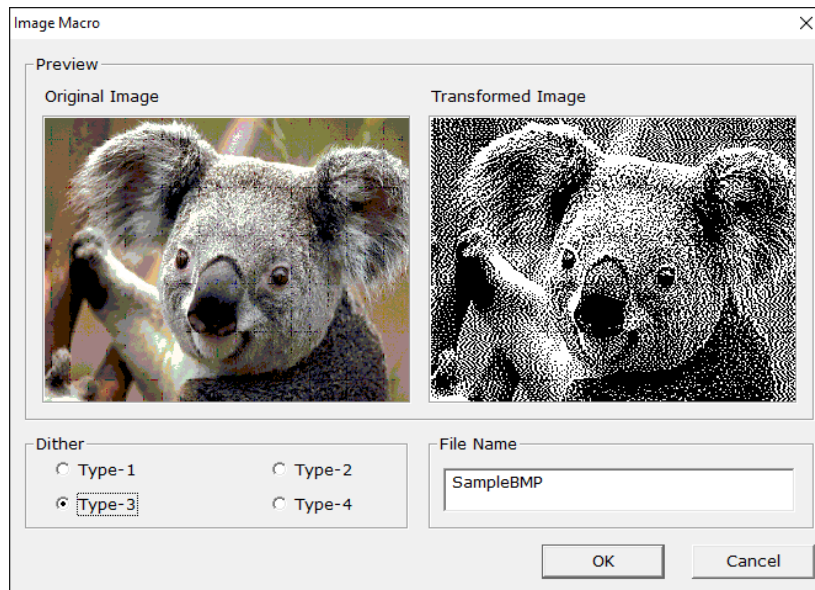 Image Macro
Preview
Original Image
Transformed Image
Dither
Type-1
Type-2
Type-3
Type-4
File Name
SampleBMP
OK
Cancel